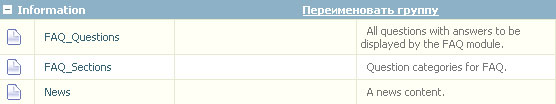 Information Переименовать группу
FAQ_Questions All questions with answers to be
displayed by the FAQ module.
FAQ_Sections Question categories for FAQ.
News A news content.